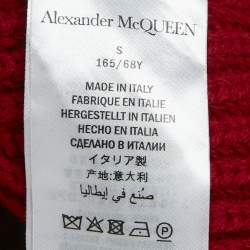 Alexander McQUEEN
S
165/68Y
MADE IN ITALY
FABRIQUE EN ITALIE
HERGESTELLT IN ITALIEN
HECHO EN ITALIA
СДЕЛАНО В ИТАЛИИ
イタリア製
产地:意大利
صُنع في إيطاليا